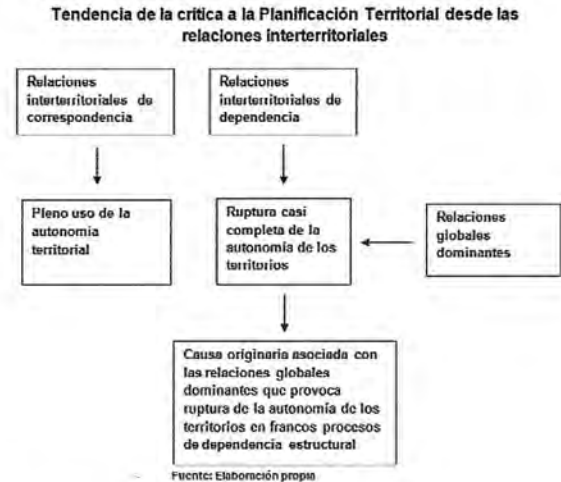 Tendencia de la critica a la Planificación Territorial desde las
relaciones interterritoriales
Relaciones
interterritoriales de
correspondencia
Relaciones
interterritoriales de
dependencia
Pleno uso de la
autonomia
territorial
Ruptura casi
completa de la
autonomía de los
territorios
Relaciones
globales
dominantes
Causa originaria asociada con
las relaciones globales
dominantes que provoca
ruptura de la autonomía de los
territorios en francos procesos
de dependencia estructural
Fuente: Elaboración propia